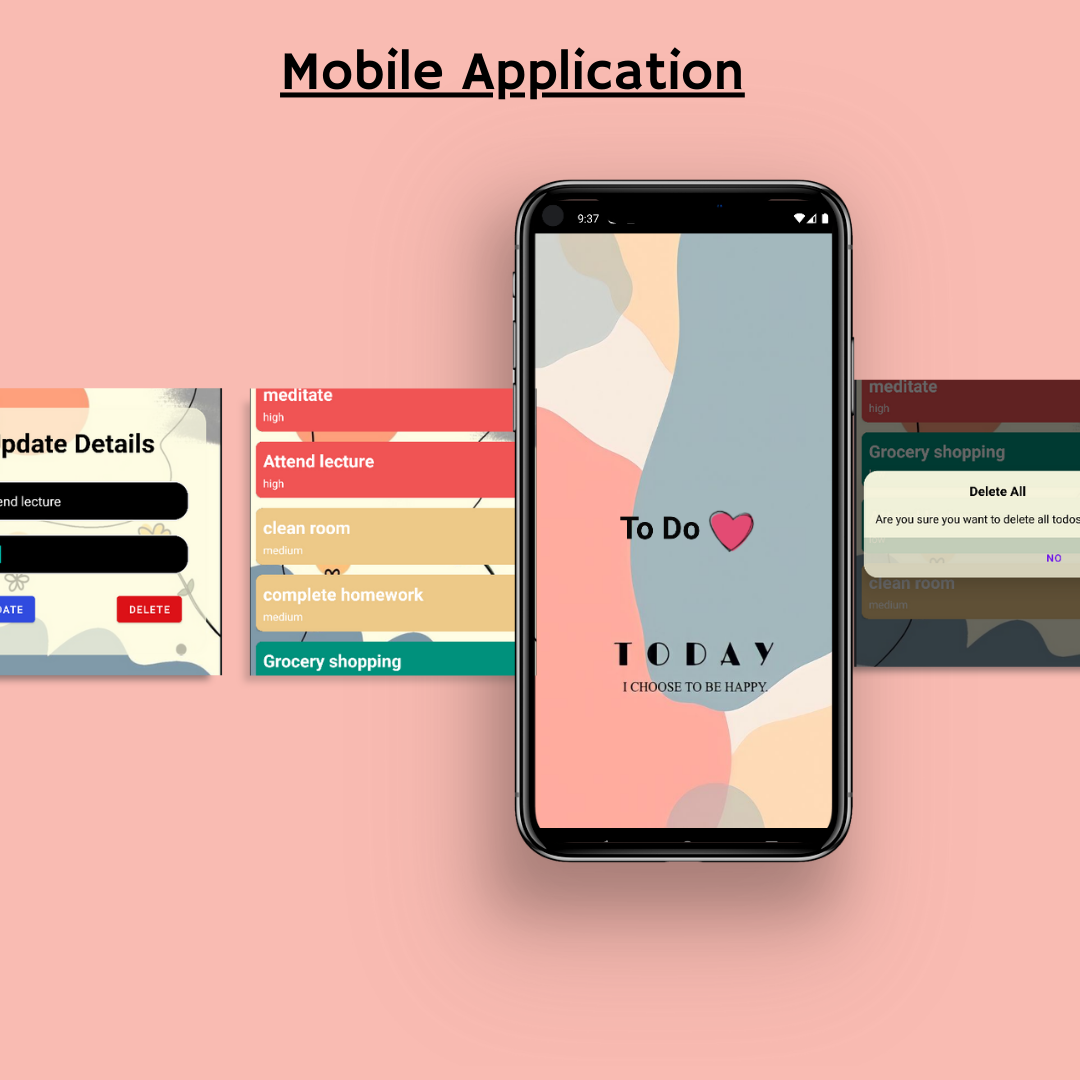 Mobile Application
9:37
pdate Details
end lecture
DATE
DELETE
meditate
high
Attend lecture
high
clean room
medium
complete homework
medium
Grocery shopping
To Do
TODAY
I CHOOSE TO BE HAPPY.
meditate
high
Grocery shopping
Delete All
Are you sure you want to delete all todos
NO
clean room
medium